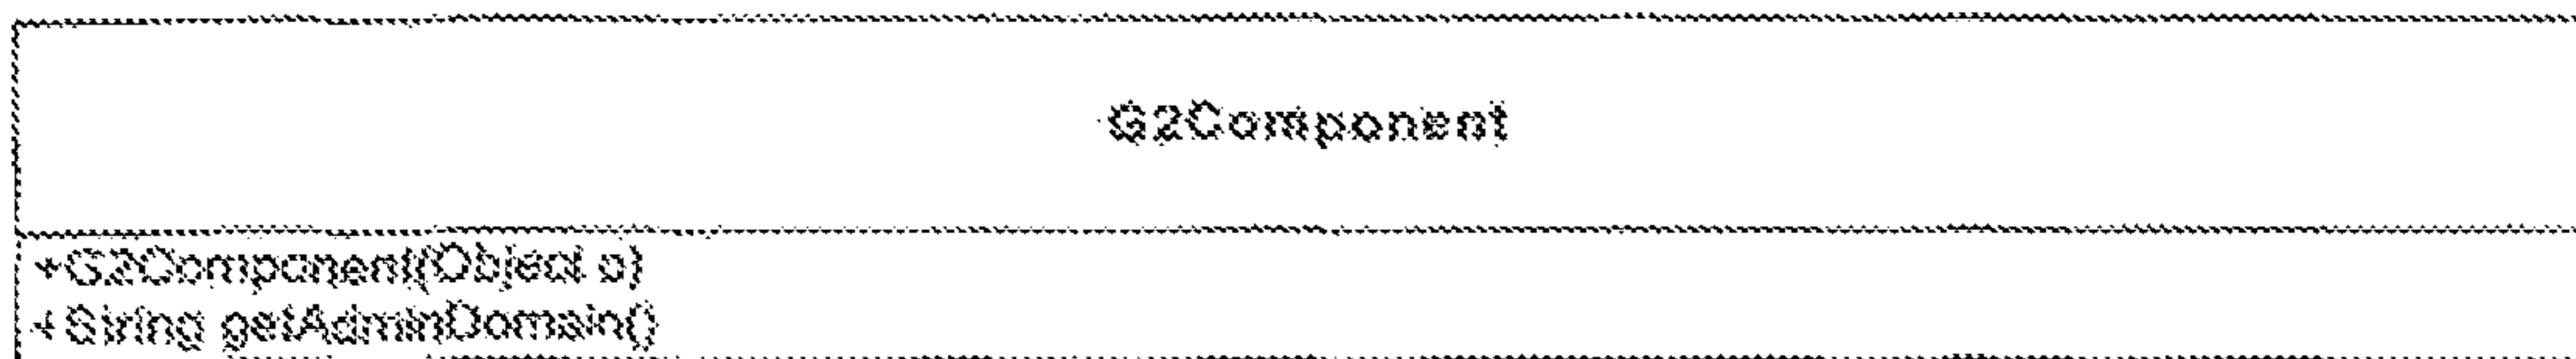 G2Component
+G2Component(Object o)
+String getAdminDomain()